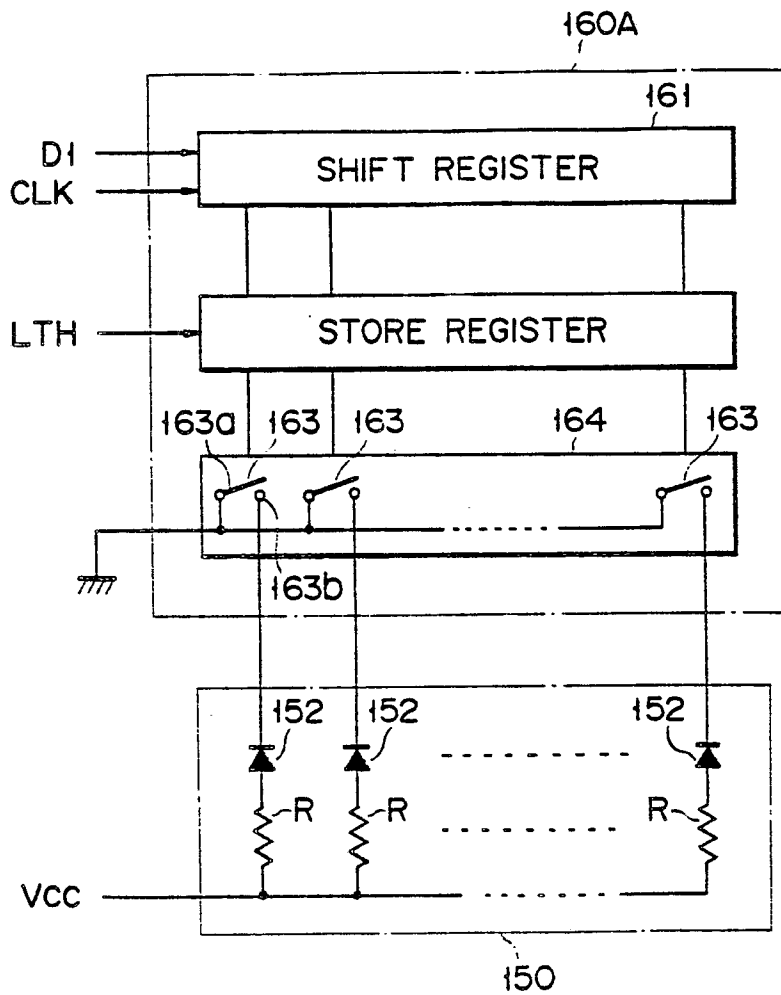 160A
161
D1
CLK
SHIFT REGISTER
LTH
STORE REGISTER
163a 163 163 164 163
163b
152 152 152
R R R
VCC
150